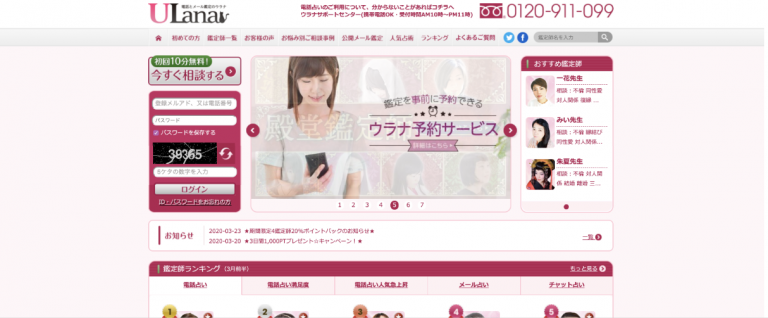 電話とメール鑑定のウラナ
ULana
電話占いのご利用について、分からないことがあればコチラへ
ウラナサポートセンター(携帯電話OK・受付時間AM10時～PM11時)
0120-911-099
初めての方 鑑定師一覧 お客様の声 お悩み別ご相談事例 公開メール鑑定 人気占術 ランキング よくあるご質問
鑑定師名を入力
初回10分無料！
今すぐ相談する
登録メルアド、又は電話番号
パスワード
パスワードを保存する
39365
5ケタの数字を入力
ログイン
ID・パスワードをお忘れの方
殿堂鑑定師
鑑定を事前に予約できる
ウラナ予約サービス
詳細はこちら
1 2 3 4 5 6 7
おすすめ鑑定師
一花先生
相談：不倫 同性愛
対人関係 復縁 …
みい先生
相談：不倫 縁結び
同性愛 対人関係…
朱夏先生
相談：不倫 対人関
係 結婚 離婚 三…
お知らせ
2020-03-23 ★期間限定4鑑定師20%ポイントバックのお知らせ★
2020-03-20 ★3日間1,000PTプレゼント☆キャンペーン！★
一覧
鑑定師ランキング (3月前半)
もっと見る
電話占い 電話占い満足度 電話占い人気急上昇 メール占い チャット占い
1 2 3 4 5